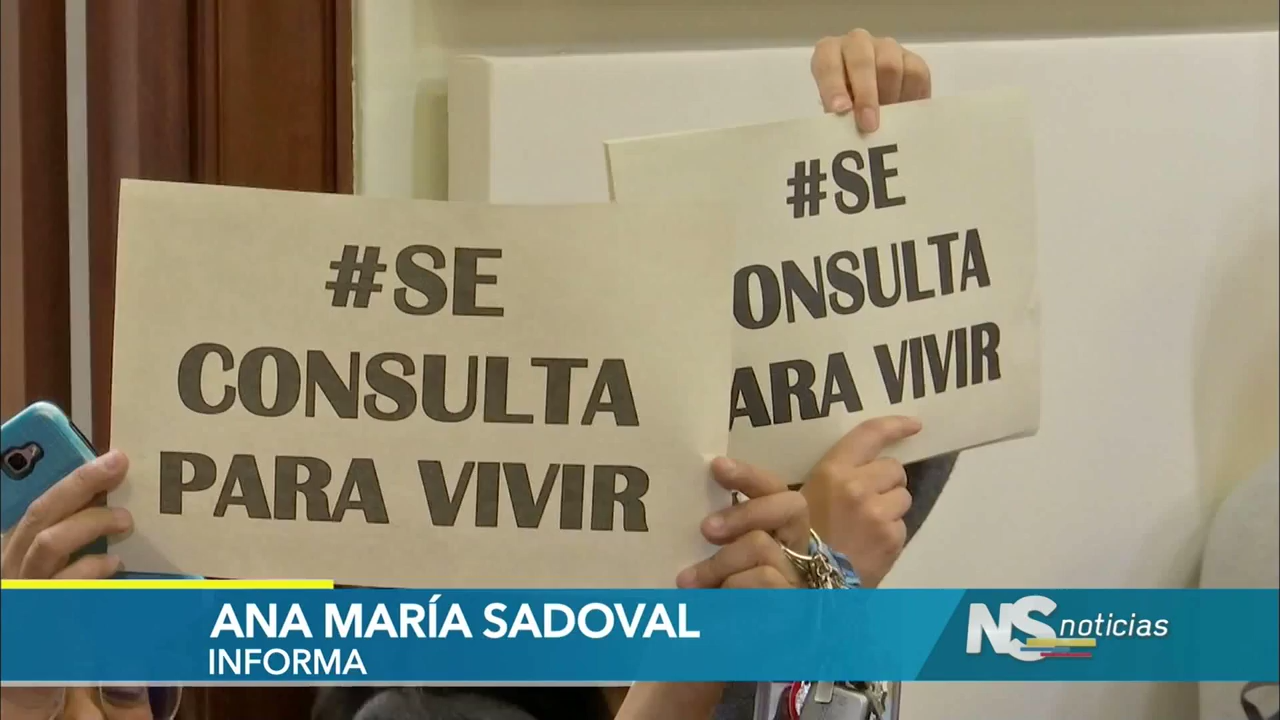 #SE
CONSULTA
PARA VIVIR
#SE
ONSULTA
ARA VIVIR
ANA MARÍA SADOVAL
INFORMA
NS noticias